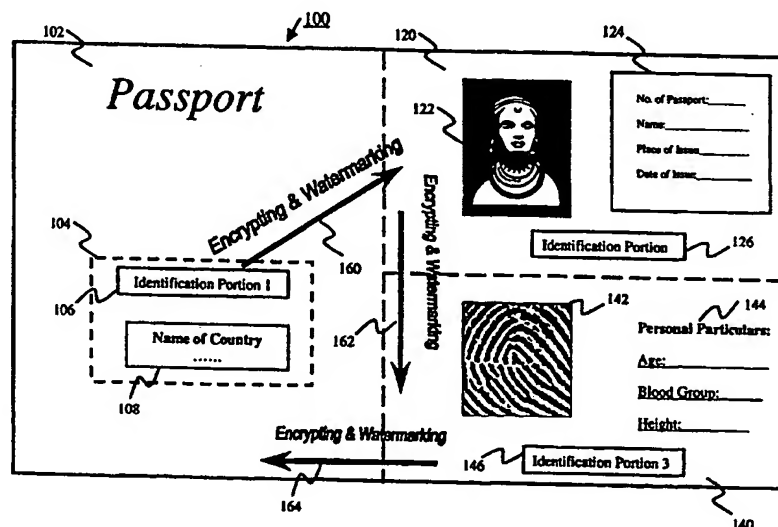 100
102
120
124
Passport
122
No. of Passport:
Name:
Place of Issue
Date of Issue:
Encrypting & Watermarking
160
Encrypting & Watermarking
162
Identification Portion
126
104
Identification Portion 1
106
Name of Country
......
108
142
144
Personal Particulars:
Age:
Blood Group:
Height:
Encrypting & Watermarking
164
146
Identification Portion 3
140